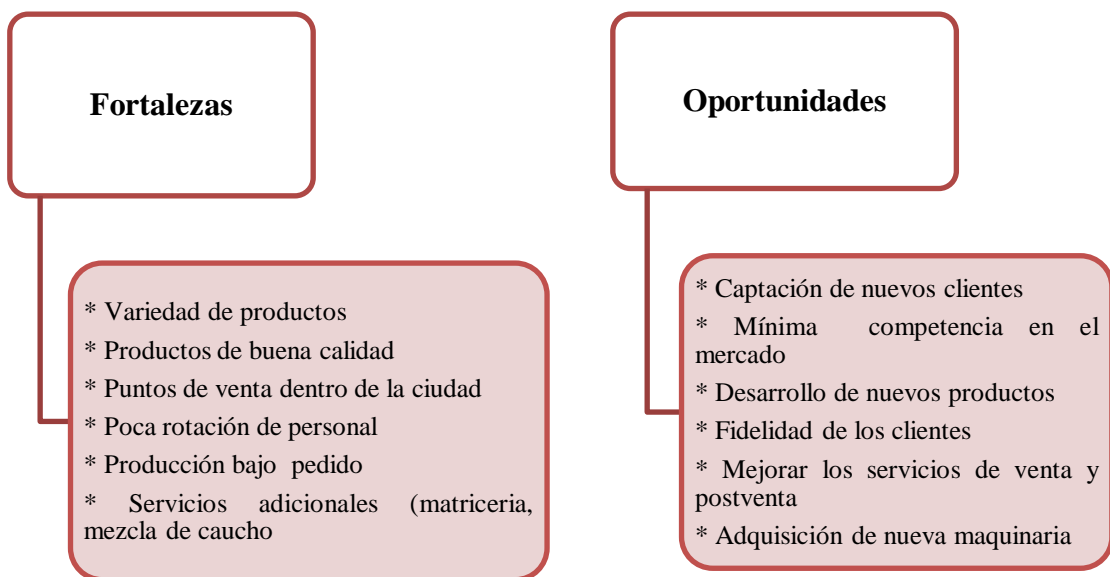 Fortalezas
* Variedad de productos
* Productos de buena calidad
* Puntos de venta dentro de la ciudad
* Poca rotación de personal
* Producción bajo pedido
* Servicios adicionales (matriceria,
mezcla de caucho
Oportunidades
* Captación de nuevos clientes
* Mínima competencia en el
mercado
* Desarrollo de nuevos productos
* Fidelidad de los clientes
* Mejorar los servicios de venta y
postventa
* Adquisición de nueva maquinaria